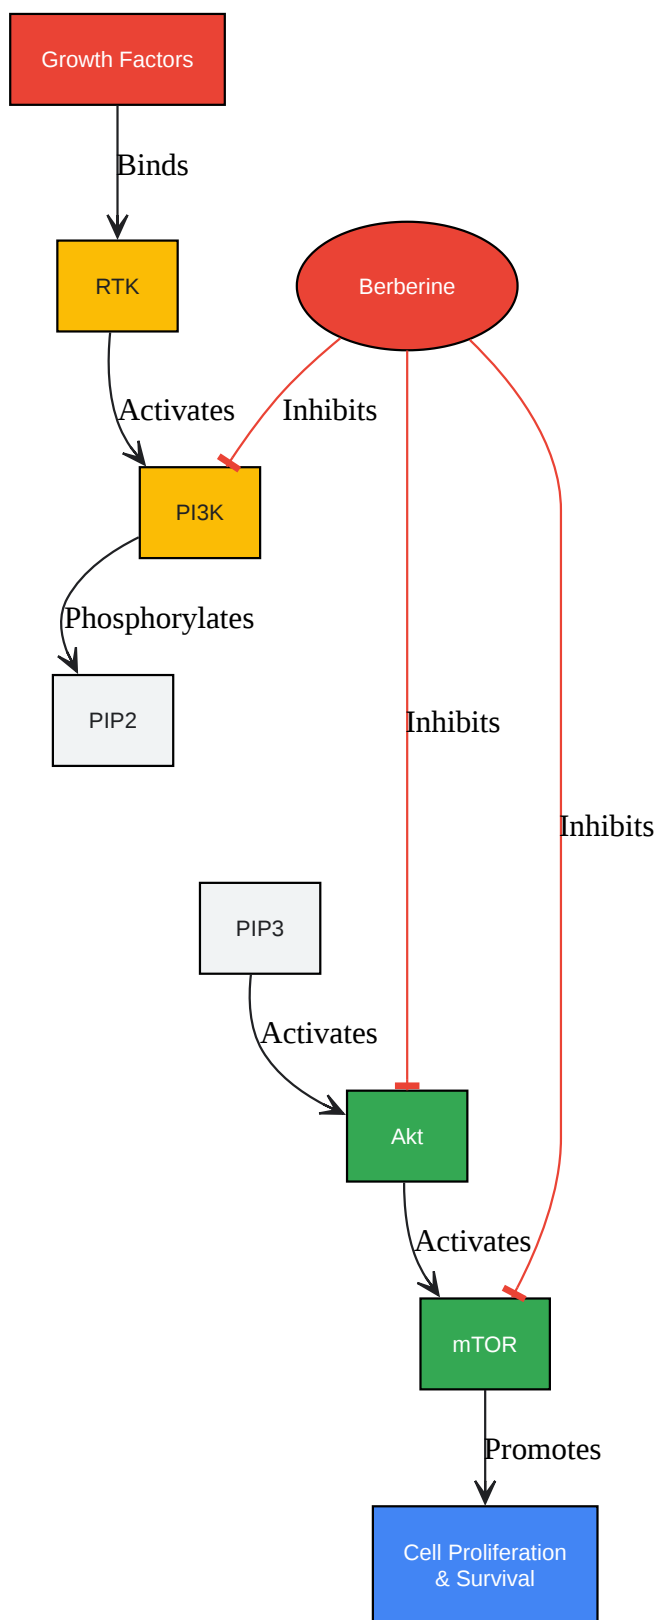 Growth Factors
Binds
RTK
Berberine
Activates
Inhibits
PI3K
Phosphorylates
PIP2
Inhibits
Inhibits
PIP3
Activates
Akt
Activates
mTOR
Promotes
Cell Proliferation
& Survival